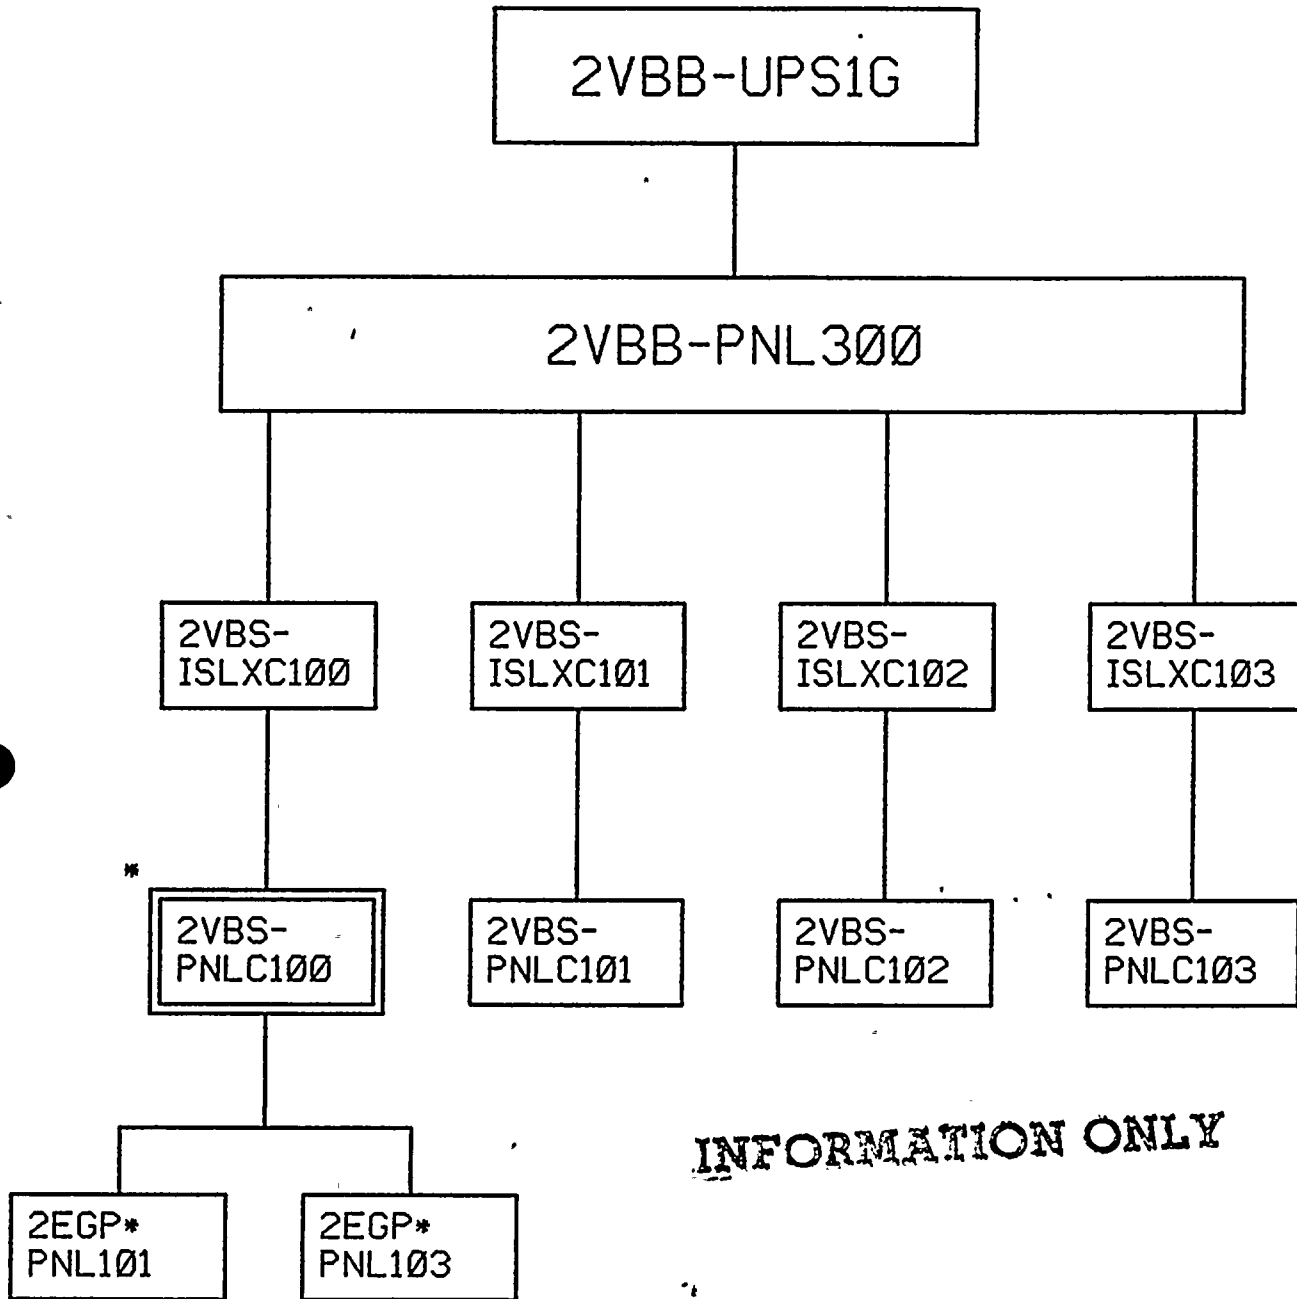 2VBB-UPS1G
2VBB-PNL300
2VBS-
ISLXC100
2VBS-
ISLXC101
2VBS-
ISLXC102
2VBS-
ISLXC103
*
2VBS-
PNLC100
2VBS-
PNLC101
2VBS-
PNLC102
2VBS-
PNLC103
INFORMATION ONLY
2EGP*
PNL101
2EGP*
PNL103